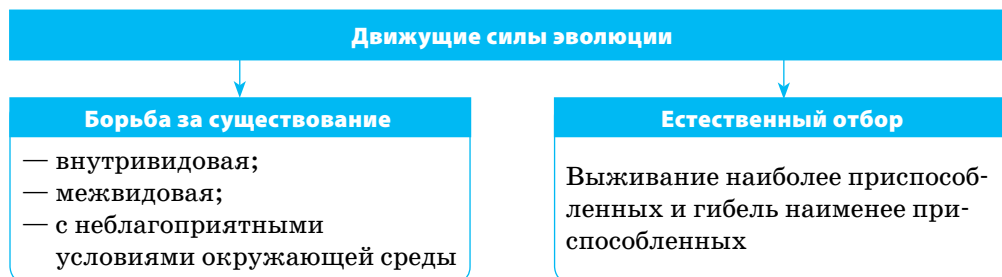 Движущие силы эволюции
Борьба за существование
— внутривидовая;
— межвидовая;
— с неблагоприятными
условиями окружающей среды
Естественный отбор
Выживание наиболее приспособ-
ленных и гибель наименее при-
способленных